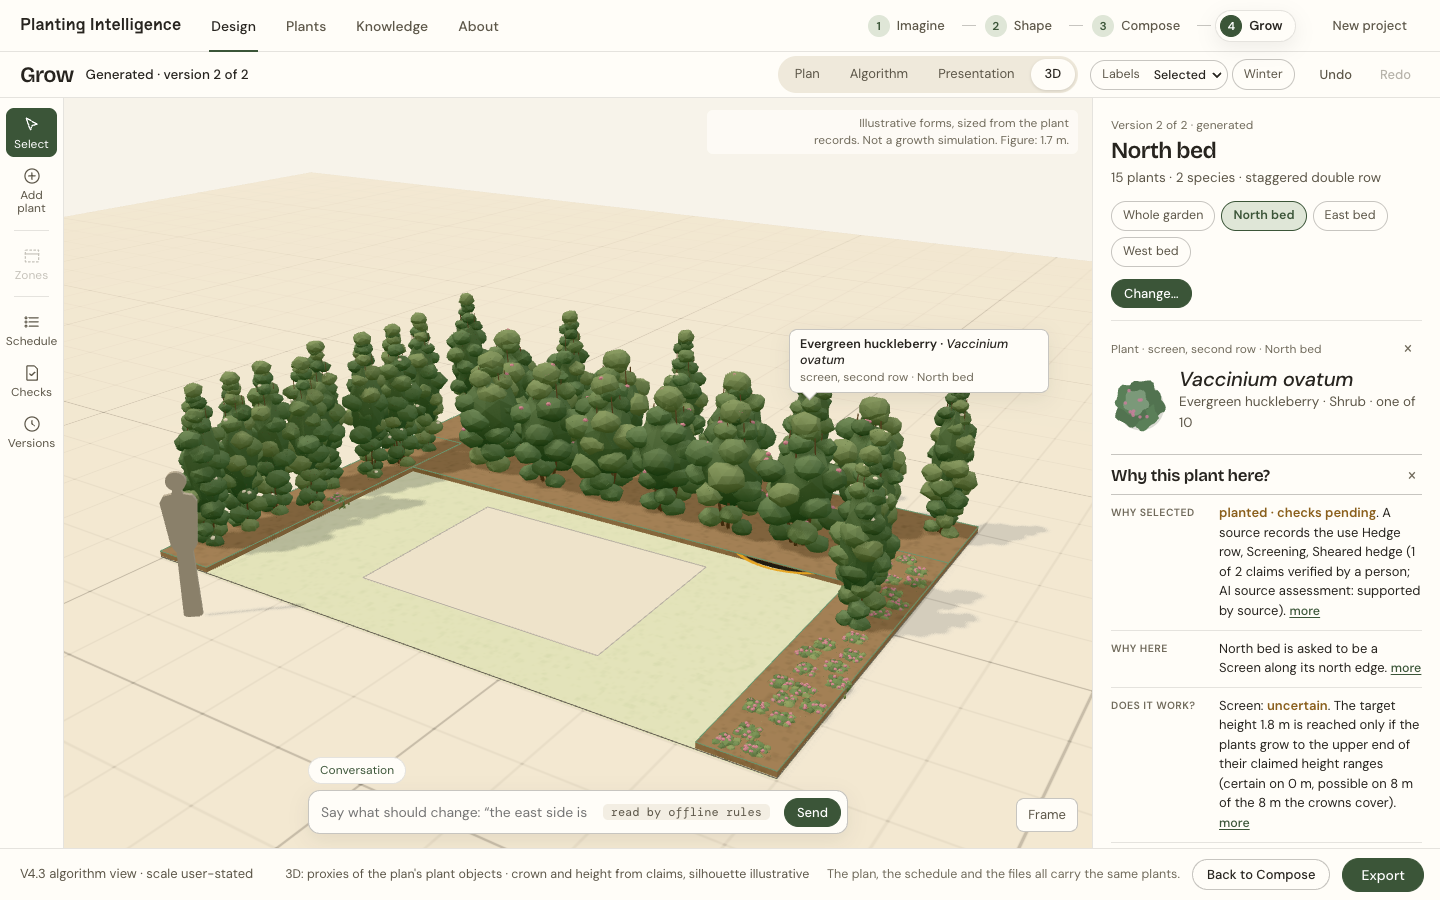 Planting Intelligence
Design
Plants
Knowledge
About
1 Imagine
2 Shape
3 Compose
4 Grow
New project
Grow
Generated · version 2 of 2
Plan
Algorithm
Presentation
3D
Labels Selected
Winter
Undo
Redo
Select
Add
plant
Zones
Schedule
Checks
Versions
Illustrative forms, sized from the plant
records. Not a growth simulation. Figure: 1.7 m.
Evergreen huckleberry · Vaccinium
ovatum
screen, second row · North bed
Conversation
Say what should change: “the east side is
read by offline rules
Send
Frame
Version 2 of 2 · generated
North bed
15 plants · 2 species · staggered double row
Whole garden
North bed
East bed
West bed
Change…
Plant · screen, second row · North bed ×
Vaccinium ovatum
Evergreen huckleberry · Shrub · one of
10
Why this plant here? ×
WHY SELECTED
planted · checks pending. A
source records the use Hedge
row, Screening, Sheared hedge (1
of 2 claims verified by a person;
AI source assessment: supported
by source). more
WHY HERE
North bed is asked to be a
Screen along its north edge. more
DOES IT WORK?
Screen: uncertain. The target
height 1.8 m is reached only if the
plants grow to the upper end of
their claimed height ranges
(certain on 0 m, possible on 8 m
of the 8 m the crowns cover).
more
V4.3 algorithm view · scale user-stated
3D: proxies of the plan's plant objects · crown and height from claims, silhouette illustrative
The plan, the schedule and the files all carry the same plants.
Back to Compose
Export